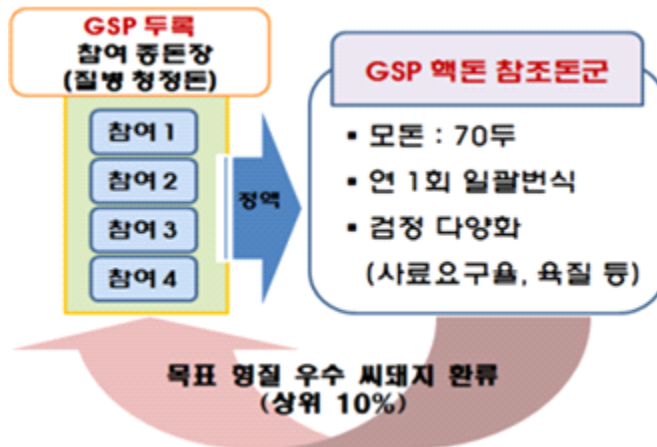 GSP 두록
참여 종돈장
(질병 청정돈)
참여 1
참여 2
참여 3
참여 4
정액
GSP 핵돈 참조돈군
▪ 모돈 : 70두
▪ 연 1회 일괄번식
▪ 검정 다양화
(사료요구율, 육질 등)
목표 형질 우수 씨돼지 환류
(상위 10%)